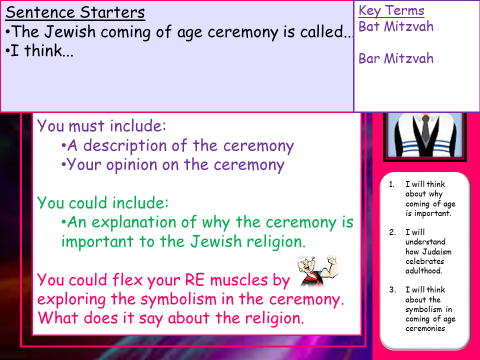 Sentence Starters
•The Jewish coming of age ceremony is called...
•I think...
Key Terms
Bat Mitzvah
Bar Mitzvah
You must include:
•A description of the ceremony
•Your opinion on the ceremony
You could include:
•An explanation of why the ceremony is
important to the Jewish religion.
You could flex your RE muscles by
exploring the symbolism in the ceremony.
What does it say about the religion.
1. I will think
about why
coming of age
is important.
2. I will
understand
how Judaism
celebrates
adulthood.
3. I will think
about the
symbolism in
coming of age
ceremonies